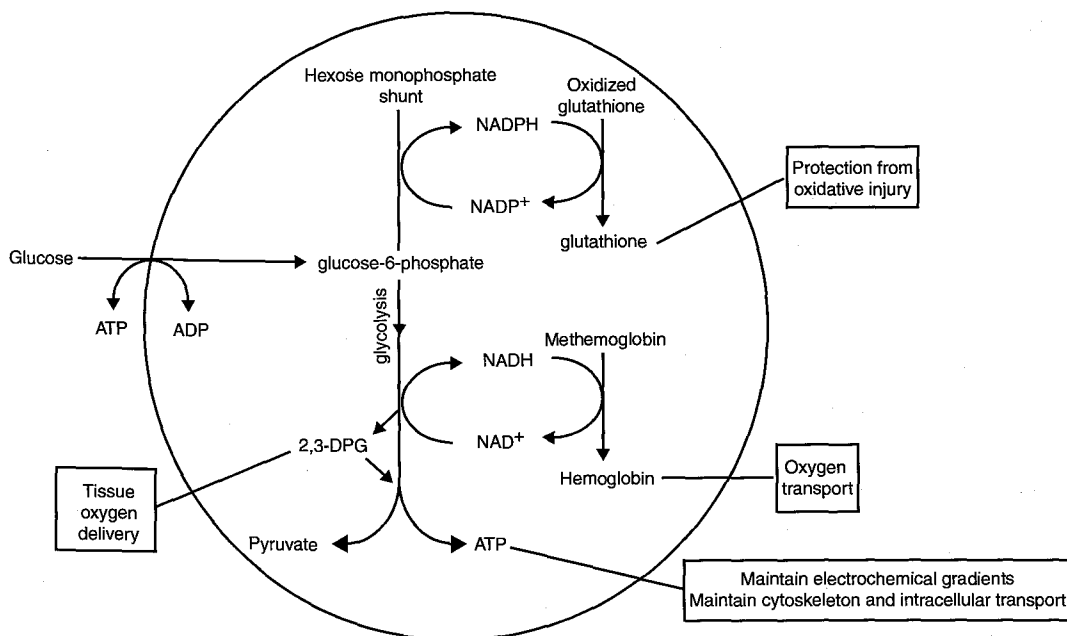 Hexose monophosphate
shunt
Oxidized
glutathione
NADPH
NADP+
glutathione
Protection from
oxidative injury
Glucose
glucose-6-phosphate
ATP
ADP
glycolysis
Methemoglobin
NADH
NAD+
2,3-DPG
Hemoglobin
Oxygen
transport
Tissue
oxygen
delivery
Pyruvate
ATP
Maintain electrochemical gradients
Maintain cytoskeleton and intracellular transport